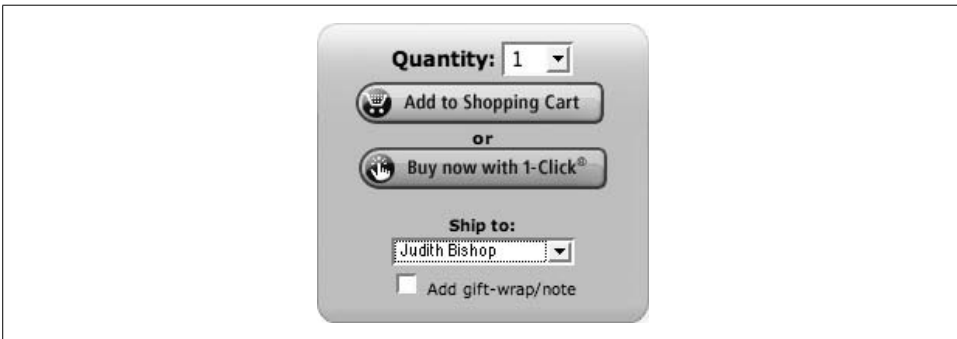 Quantity: 1
Add to Shopping Cart
or
Buy now with 1-Click®
Ship to:
Judith Bishop
Add gift-wrap/note